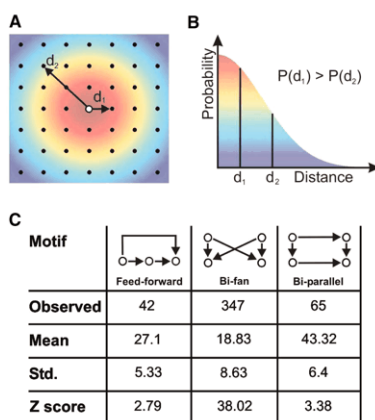 A
d₂
d₁
B
Probability
P(d₁) > P(d₂)
d₁ d₂ Distance
C
Motif
Feed-forward Bi-fan Bi-parallel
Observed 42 347 65
Mean 27.1 18.83 43.32
Std. 5.33 8.63 6.4
Z score 2.79 38.02 3.38